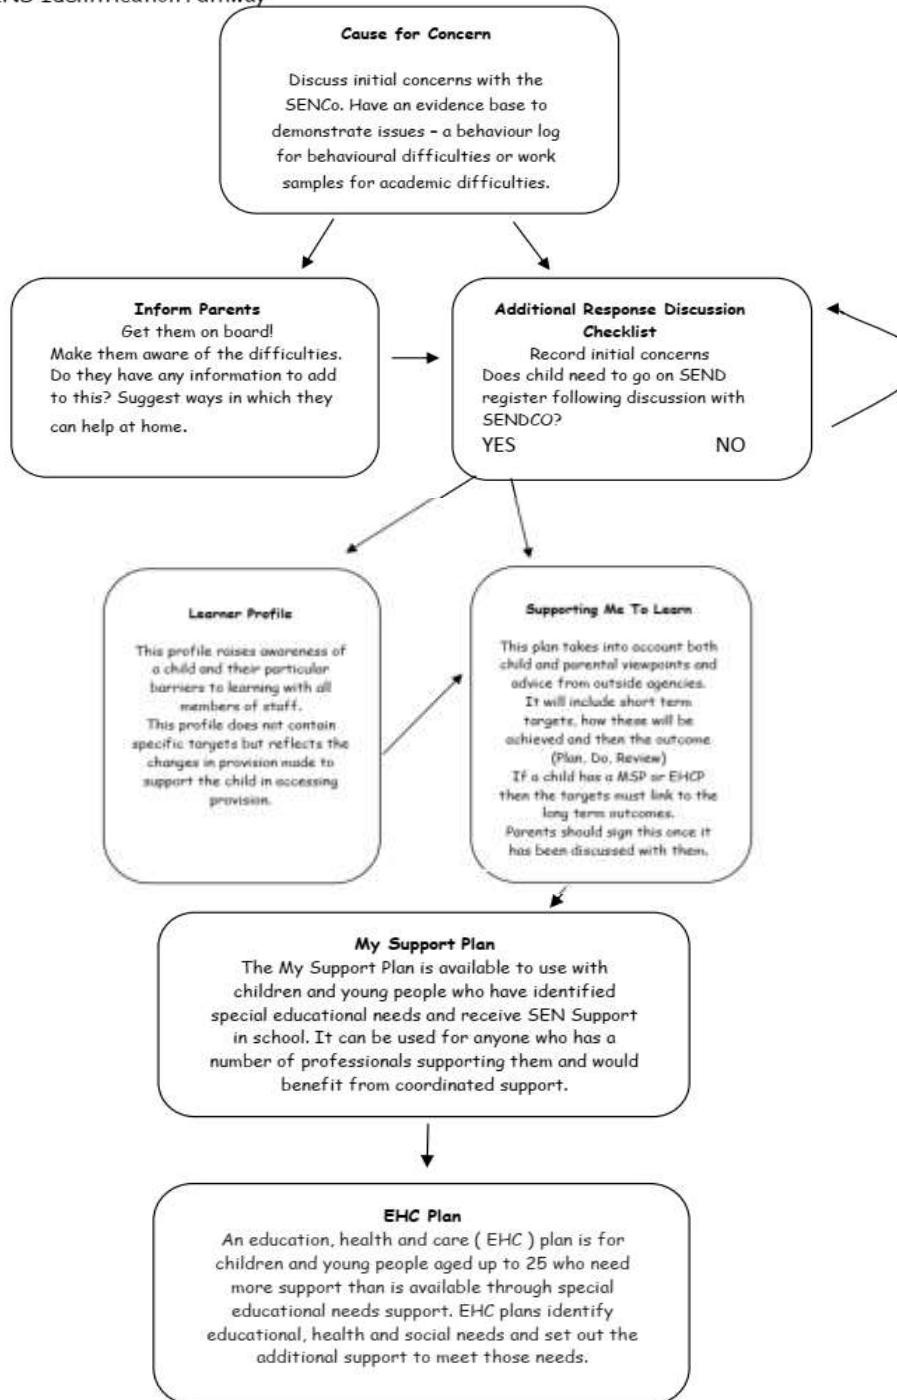 Identification Pathway
Cause for Concern
Discuss initial concerns with the
SENCo. Have an evidence base to
demonstrate issues – a behaviour log
for behavioural difficulties or work
samples for academic difficulties.
Inform Parents
Get them on board!
Make them aware of the difficulties.
Do they have any information to add
to this? Suggest ways in which they
can help at home.
Additional Response Discussion
Checklist
Record initial concerns
Does child need to go on SEND
register following discussion with
SENDCO?
YES NO
Learner Profile
This profile raises awareness of
a child and their particular
barriers to learning with all
members of staff.
This profile does not contain
specific targets but reflects the
changes in provision made to
support the child in accessing
provision.
Supporting Me To Learn
This plan takes into account both
child and parental viewpoints and
advice from outside agencies.
It will include short term
targets, how these will be
achieved and then the outcome
(Plan, Do, Review)
If a child has a MSP or EHCP
then the targets must link to the
long term outcomes.
Parents should sign this once it
has been discussed with them.
My Support Plan
The My Support Plan is available to use with
children and young people who have identified
special educational needs and receive SEN Support
in school. It can be used for anyone who has a
number of professionals supporting them and would
benefit from coordinated support.
EHC Plan
An education, health and care ( EHC ) plan is for
children and young people aged up to 25 who need
more support than is available through special
educational needs support. EHC plans identify
educational, health and social needs and set out the
additional support to meet those needs.